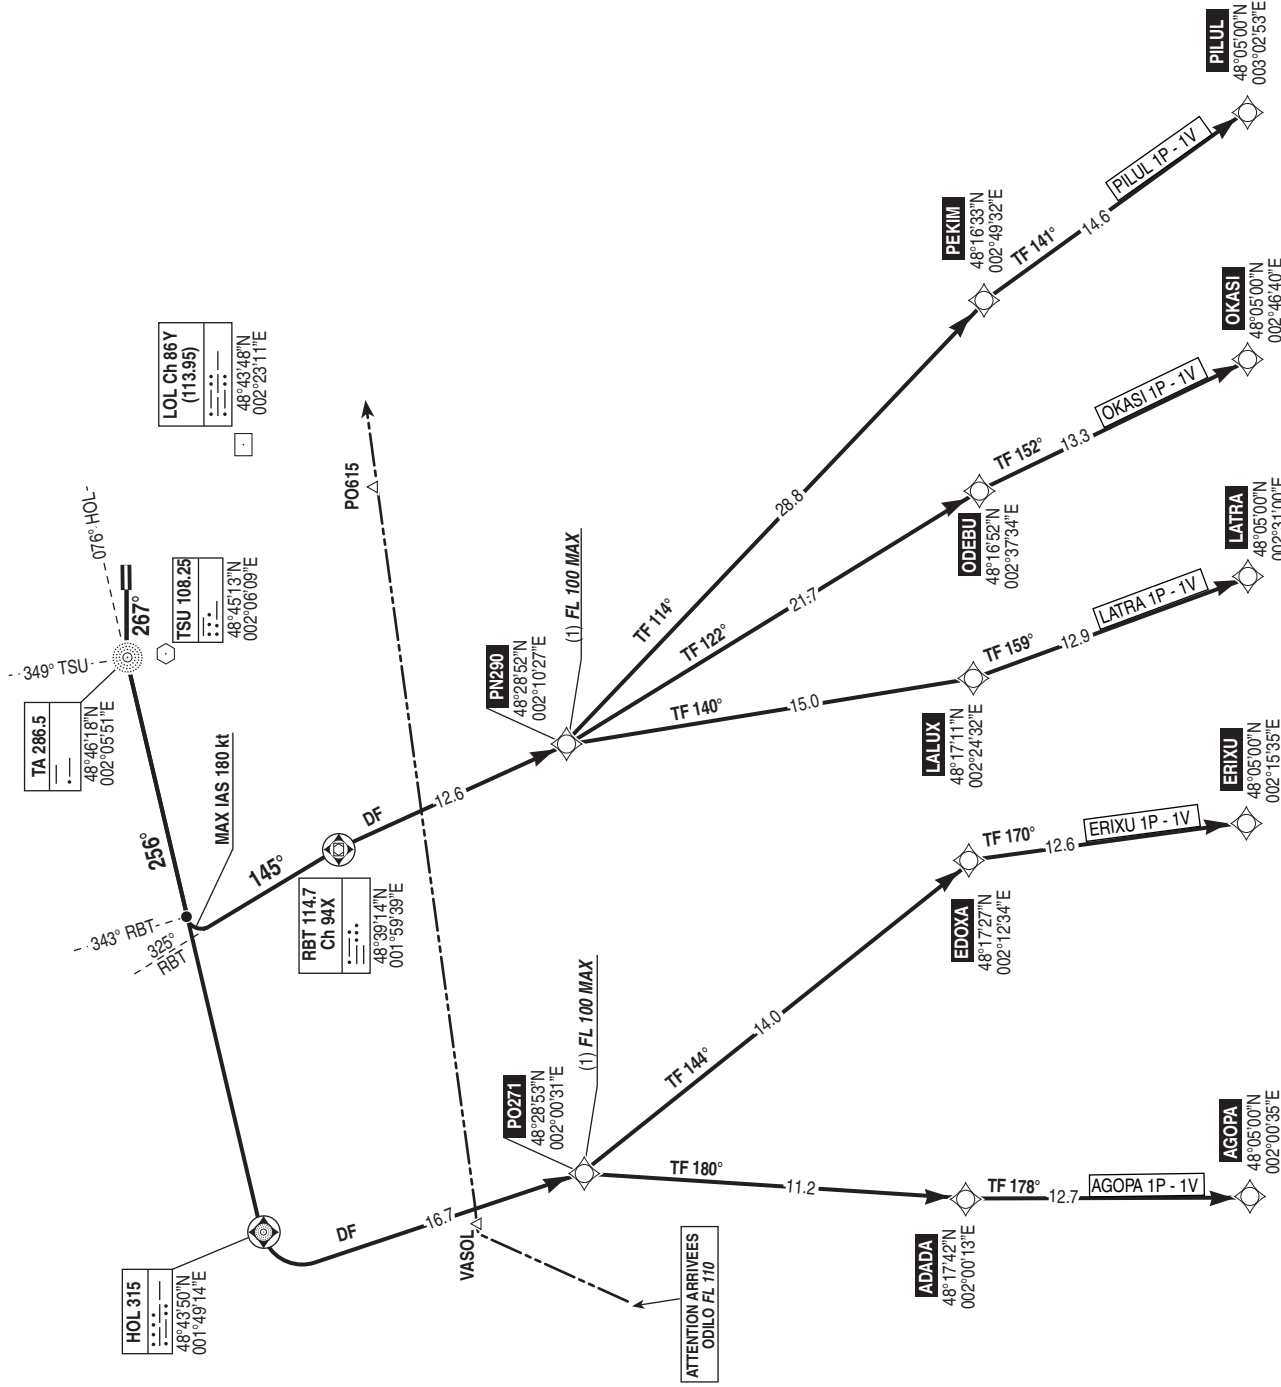 PILUL
48°05'00"N
003°02'53"E
LOL Ch 86Y
(113.95)
48°43'48"N
002°23'11"E
076° HOL
267°
TSU 108.25
48°45'13"N
002°06'09"E
349° TSU
TA 286.5
48°46'18"N
002°05'51"E
256°
MAX IAS 180 kt
343° RBT
325°
RBT
145°
RBT 114.7
Ch 94X
48°39'14"N
001°59'39"E
DF
12.6
PO615
PN290
48°28'52"N
002°10'27"E
(1) FL 100 MAX
TF 114°
28.8
PEKIM
48°16'33"N
002°49'32"E
TF 141°
14.6
PILUL 1P - 1V
TF 122°
21.7
ODEBU
48°16'52"N
002°37'34"E
TF 152°
13.3
OKASI 1P - 1V
OKASI
48°05'00"N
002°46'40"E
TF 140°
15.0
LALUX
48°17'11"N
002°24'32"E
TF 159°
12.9
LATRA 1P - 1V
LATRA
48°05'00"N
002°31'00"E
HOL 315
48°43'50"N
001°49'14"E
DF
16.7
VASOL
ATTENTION ARRIVEES
ODILO FL 110
PO271
48°28'53"N
002°00'31"E
(1) FL 100 MAX
TF 144°
14.0
EDOXA
48°17'27"N
002°12'34"E
TF 170°
12.6
ERIXU 1P - 1V
ERIXU
48°05'00"N
002°15'35"E
TF 180°
11.2
ADADA
48°17'42"N
002°00'13"E
TF 178°
12.7
AGOPA 1P - 1V
AGOPA
48°05'00"N
002°00'35"E